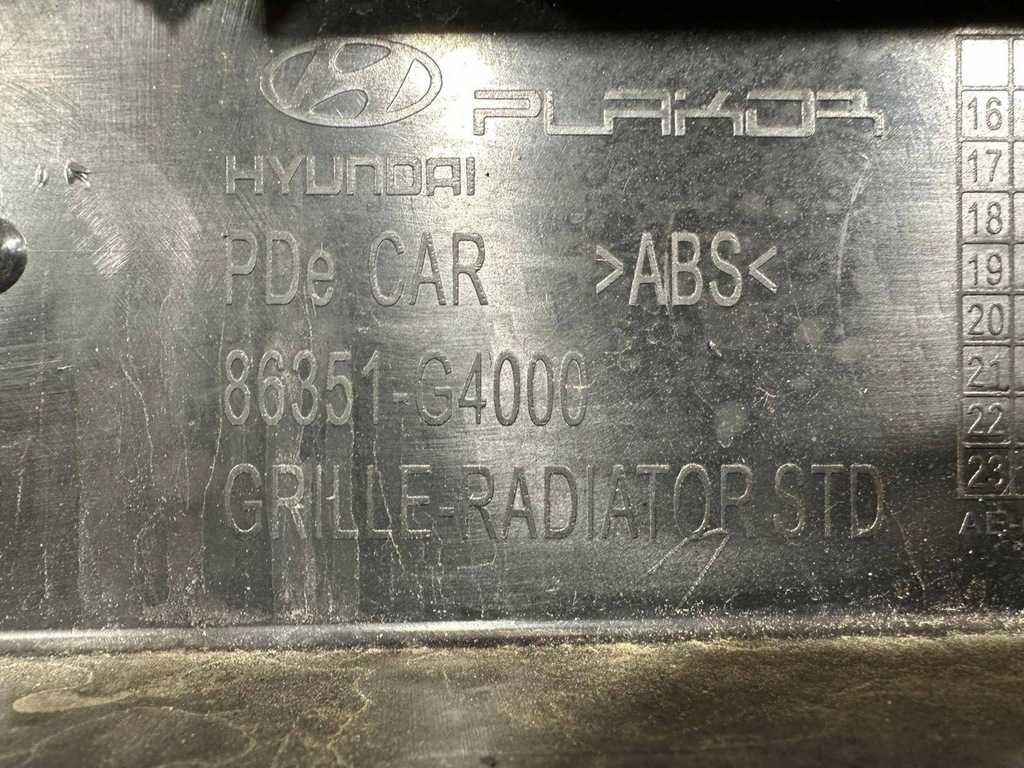 PLAKOR
HYUNDAI
PDe CAR >ABS<
86351-G4000
GRILLE-RADIATOR STD
16
17
18
19
20
21
22
23